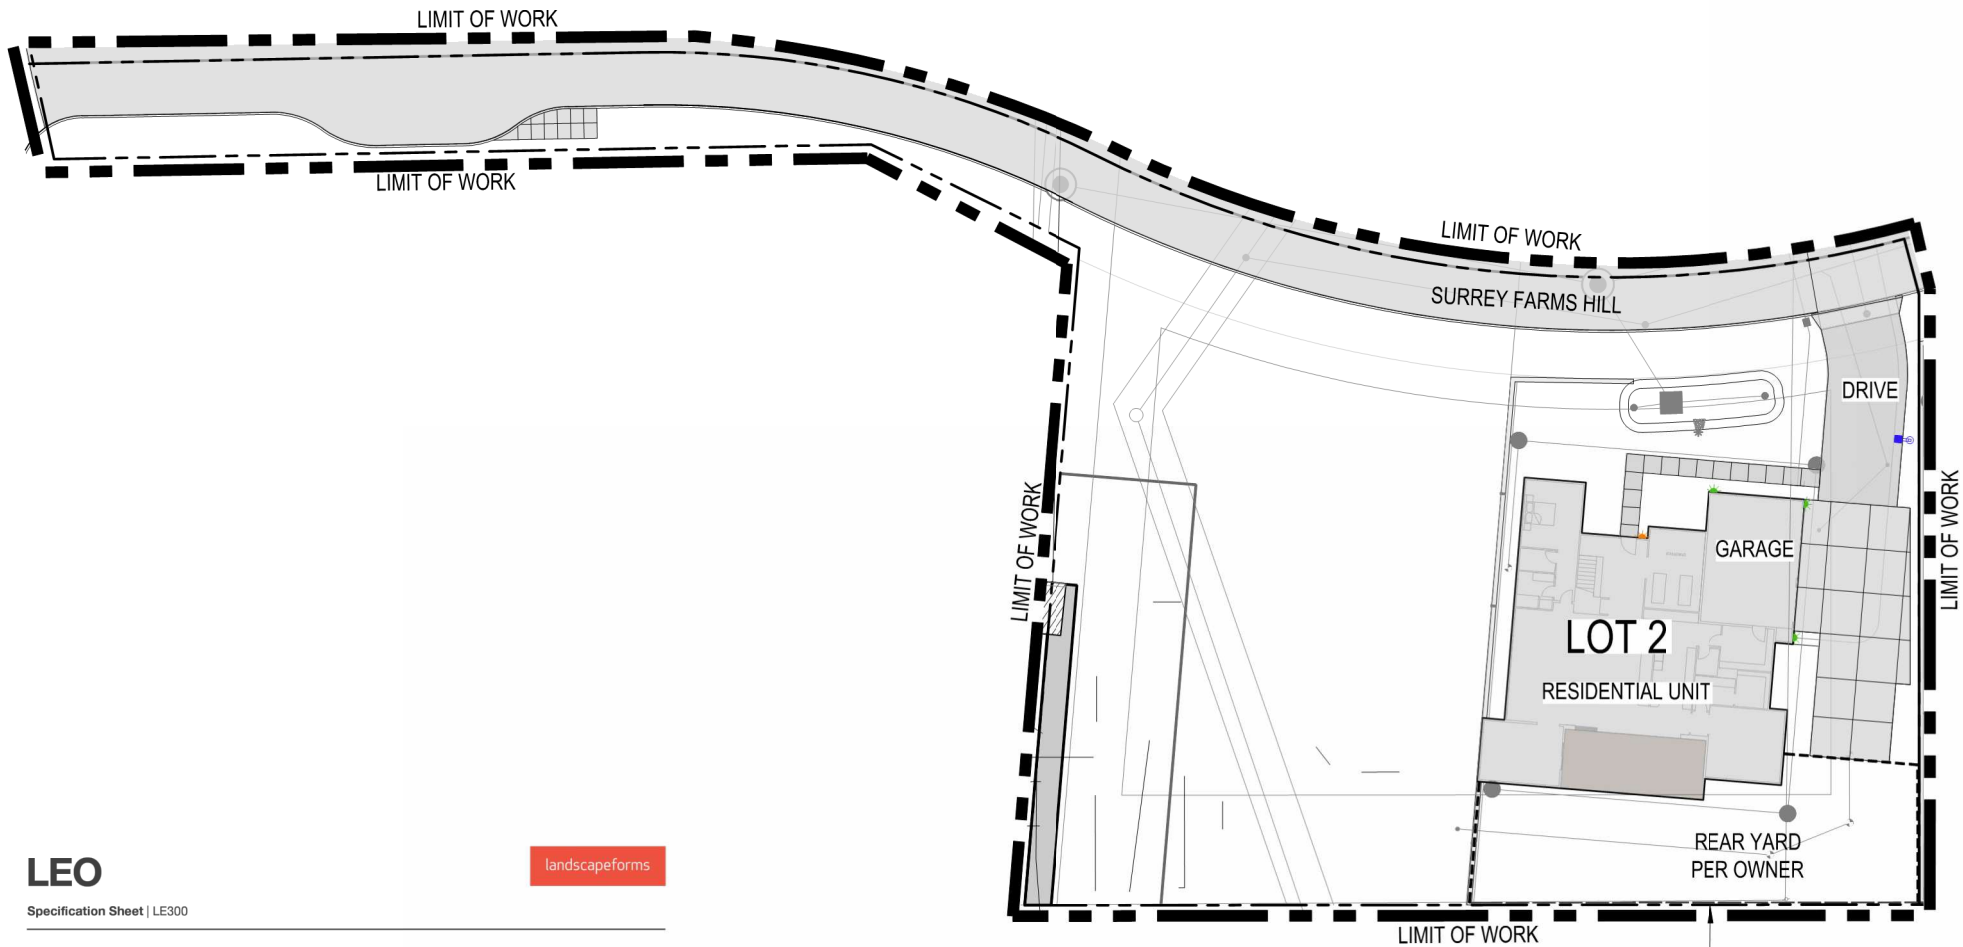 LIMIT OF WORK
LIMIT OF WORK
LIMIT OF WORK
SURREY FARMS HILL
DRIVE
LIMIT OF WORK
LIMIT OF WORK
GARAGE
LOT 2
RESIDENTIAL UNIT
REAR YARD
PER OWNER
LIMIT OF WORK
LEO
landscapeforms
Specification Sheet | LE300